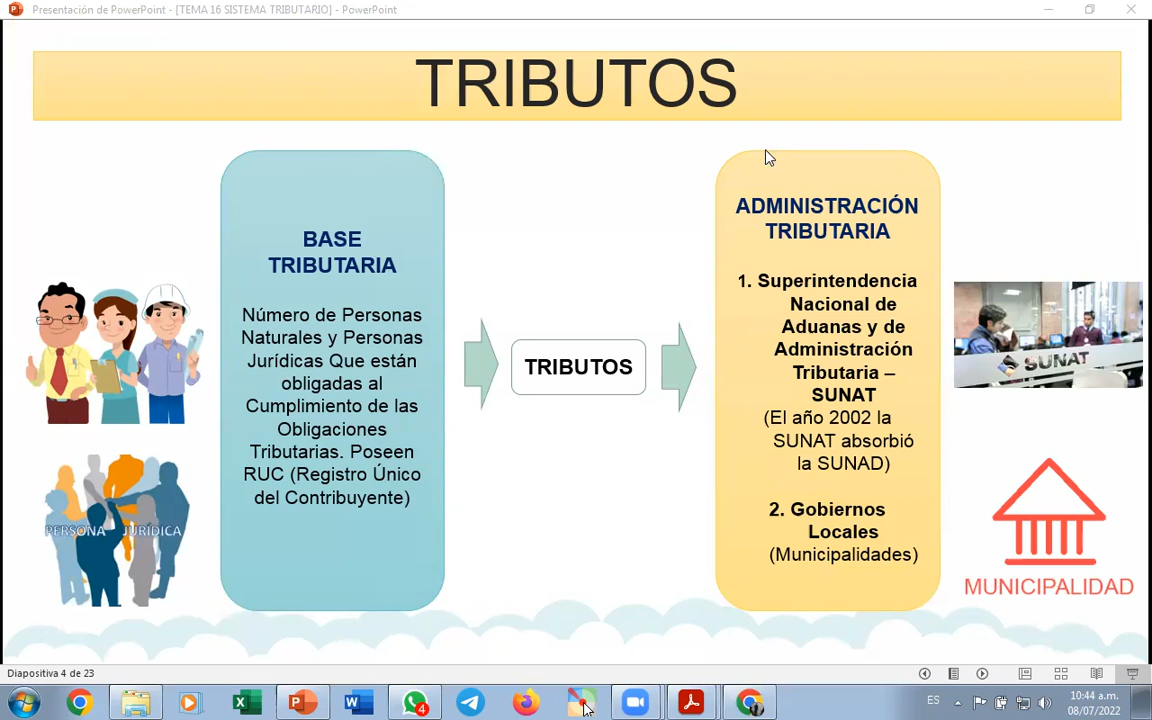 Presentación de PowerPoint - [TEMA 16 SISTEMA TRIBUTARIO] - PowerPoint
TRIBUTOS
BASE
TRIBUTARIA
Número de Personas
Naturales y Personas
Jurídicas Que están
obligadas al
Cumplimiento de las
Obligaciones
Tributarias. Poseen
RUC (Registro Único
del Contribuyente)
PERSONA JURÍDICA
TRIBUTOS
ADMINISTRACIÓN
TRIBUTARIA
1. Superintendencia
Nacional de
Aduanas y de
Administración
Tributaria –
SUNAT
(El año 2002 la
SUNAT absorbió
la SUNAD)
2. Gobiernos
Locales
(Municipalidades)
SUNAT
MUNICIPALIDAD
Diapositiva 4 de 23
4
ES
10:44 a.m.
08/07/2022